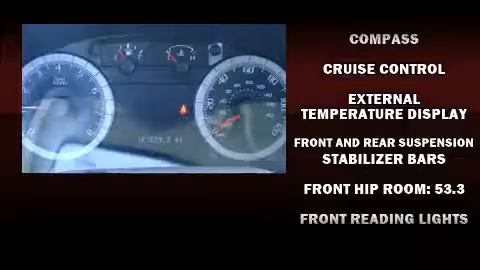 COMPASS
CRUISE CONTROL
EXTERNAL
TEMPERATURE DISPLAY
FRONT AND REAR SUSPENSION
STABILIZER BARS
FRONT HIP ROOM: 53.3
FRONT READING LIGHTS